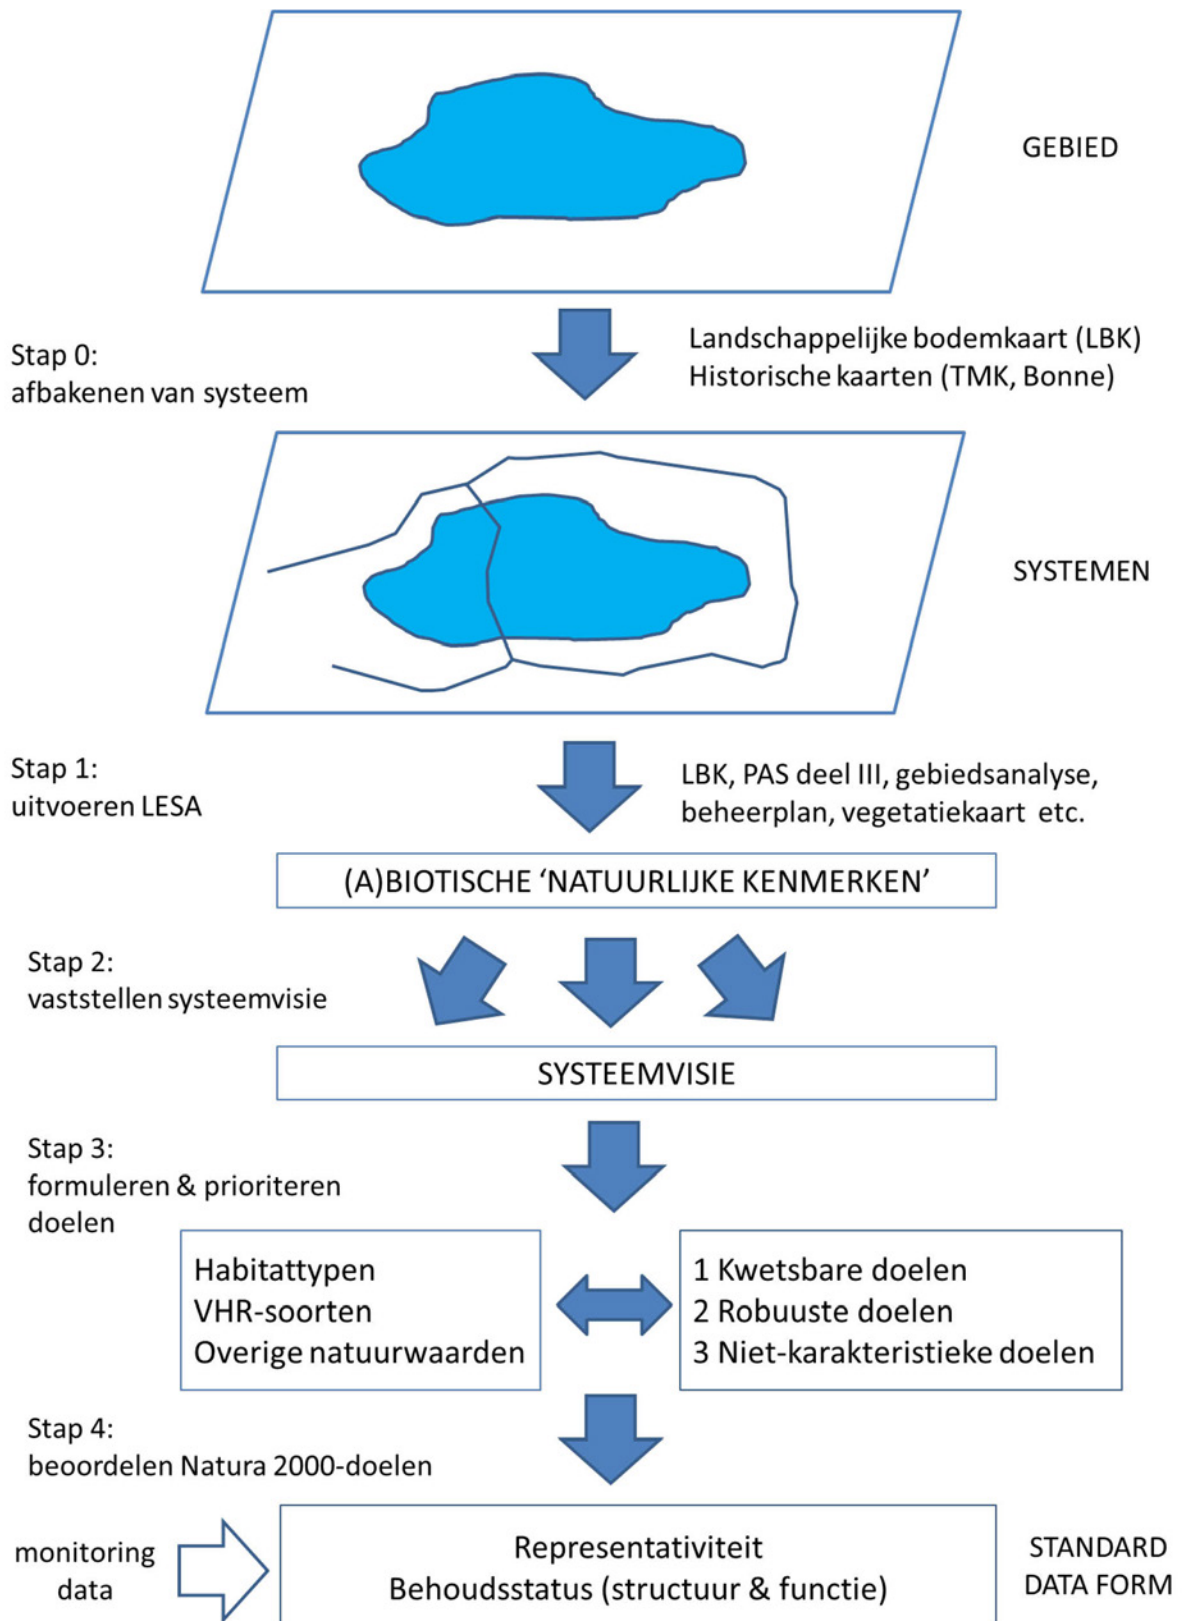 GEBIED
Stap 0:
afbakenen van systeem
Landschappelijke bodemkaart (LBK)
Historische kaarten (TMK, Bonne)
SYSTEMEN
Stap 1:
uitvoeren LESA
LBK, PAS deel III, gebiedsanalyse,
beheerplan, vegetatiekaart etc.
(A)BIOTISCHE ‘NATUURLIJKE KENMERKEN’
Stap 2:
vaststellen systeemvisie
SYSTEEMVISIE
Stap 3:
formuleren & prioriteren
doelen
Habitattypen
VHR-soorten
Overige natuurwaarden
1 Kwetsbare doelen
2 Robuuste doelen
3 Niet-karakteristieke doelen
Stap 4:
beoordelen Natura 2000-doelen
monitoring
data
Representativiteit
Behoudsstatus (structuur & functie)
STANDARD
DATA FORM